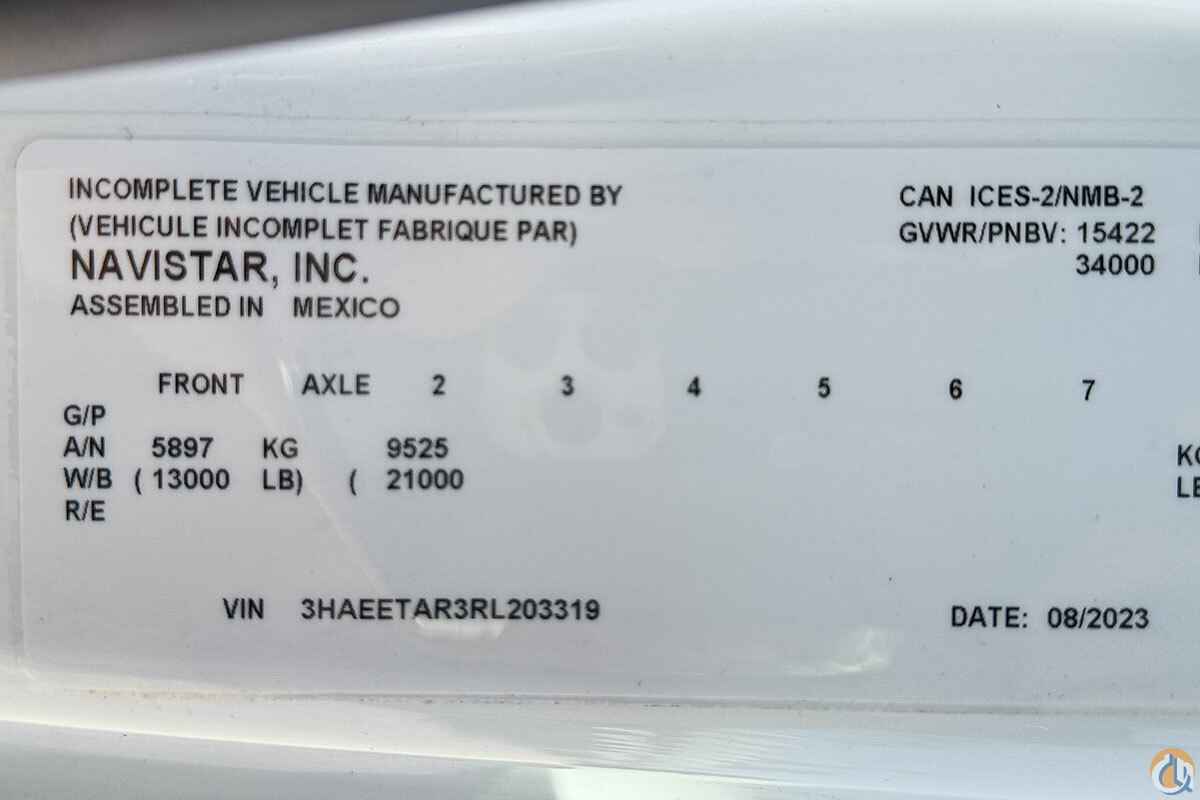 INCOMPLETE VEHICLE MANUFACTURED BY
(VEHICULE INCOMPLET FABRIQUE PAR)
NAVISTAR, INC.
ASSEMBLED IN MEXICO
CAN ICES-2/NMB-2
GVWR/PNBV: 15422
34000
FRONT AXLE 2 3 4 5 6 7
G/P
A/N 5897 KG 9525
W/B ( 13000 LB) ( 21000
R/E
VIN 3HAEETAR3RL203319
DATE: 08/2023